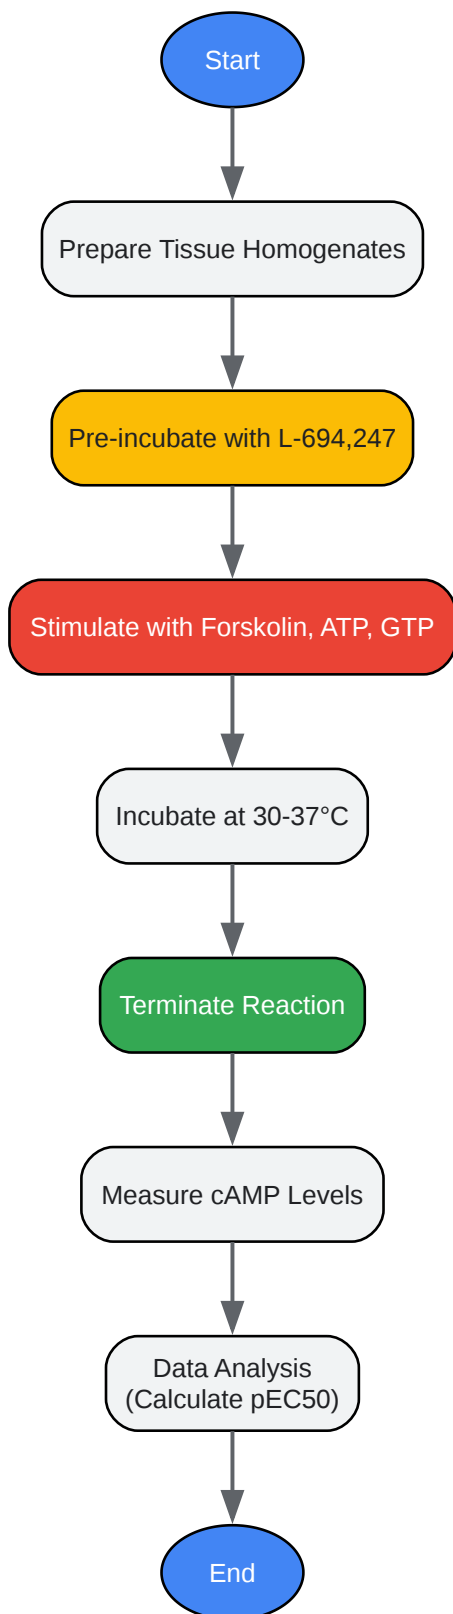 Start
Prepare Tissue Homogenates
Pre-incubate with L-694,247
Stimulate with Forskolin, ATP, GTP
Incubate at 30-37°C
Terminate Reaction
Measure cAMP Levels
Data Analysis
(Calculate pEC50)
End